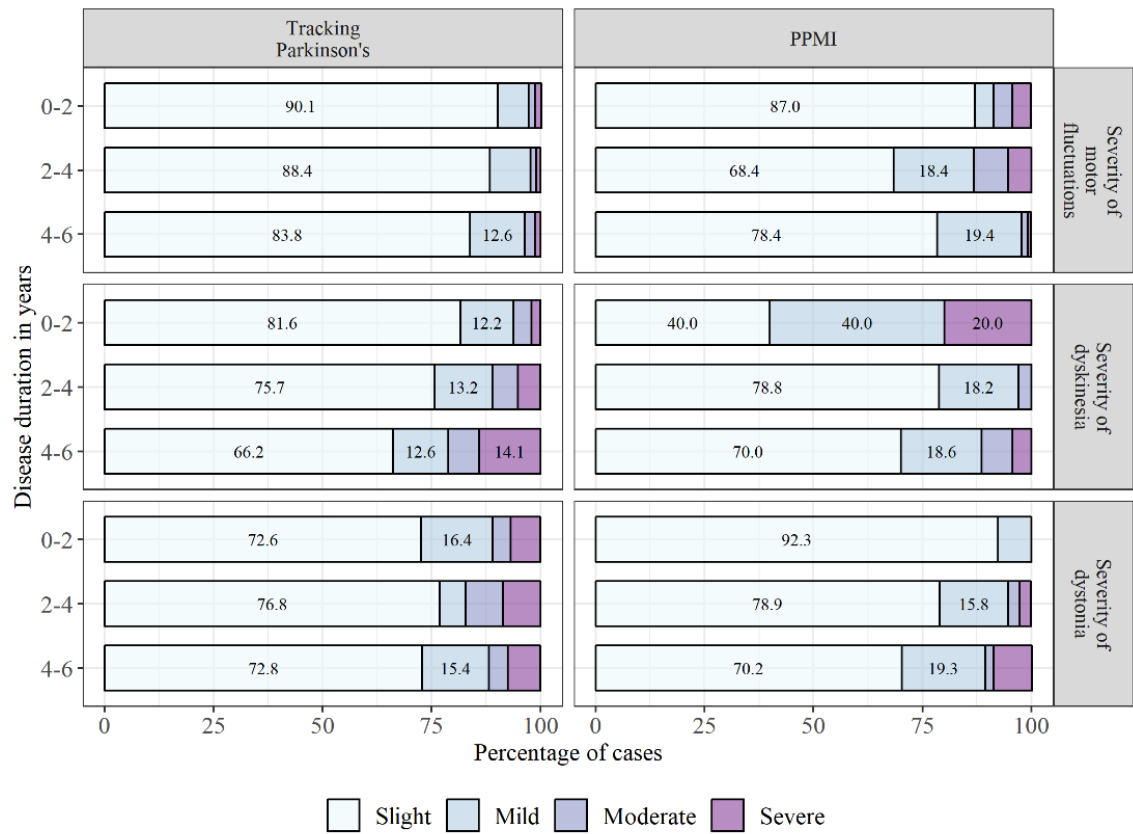 Tracking
Parkinson's
PPMI
Disease duration in years
0-2
90.1
87.0
2-4
88.4
68.4 18.4
4-6
83.8 12.6
78.4 19.4
Severity of
motor
fluctuations
0-2
81.6 12.2
40.0 40.0 20.0
2-4
75.7 13.2
78.8 18.2
4-6
66.2 12.6 14.1
70.0 18.6
Severity of
dyskinesia
0-2
72.6 16.4
92.3
2-4
76.8
78.9 15.8
4-6
72.8 15.4
70.2 19.3
Severity of
dystonia
0 25 50 75 100
0 25 50 75 100
Percentage of cases
Slight Mild Moderate Severe